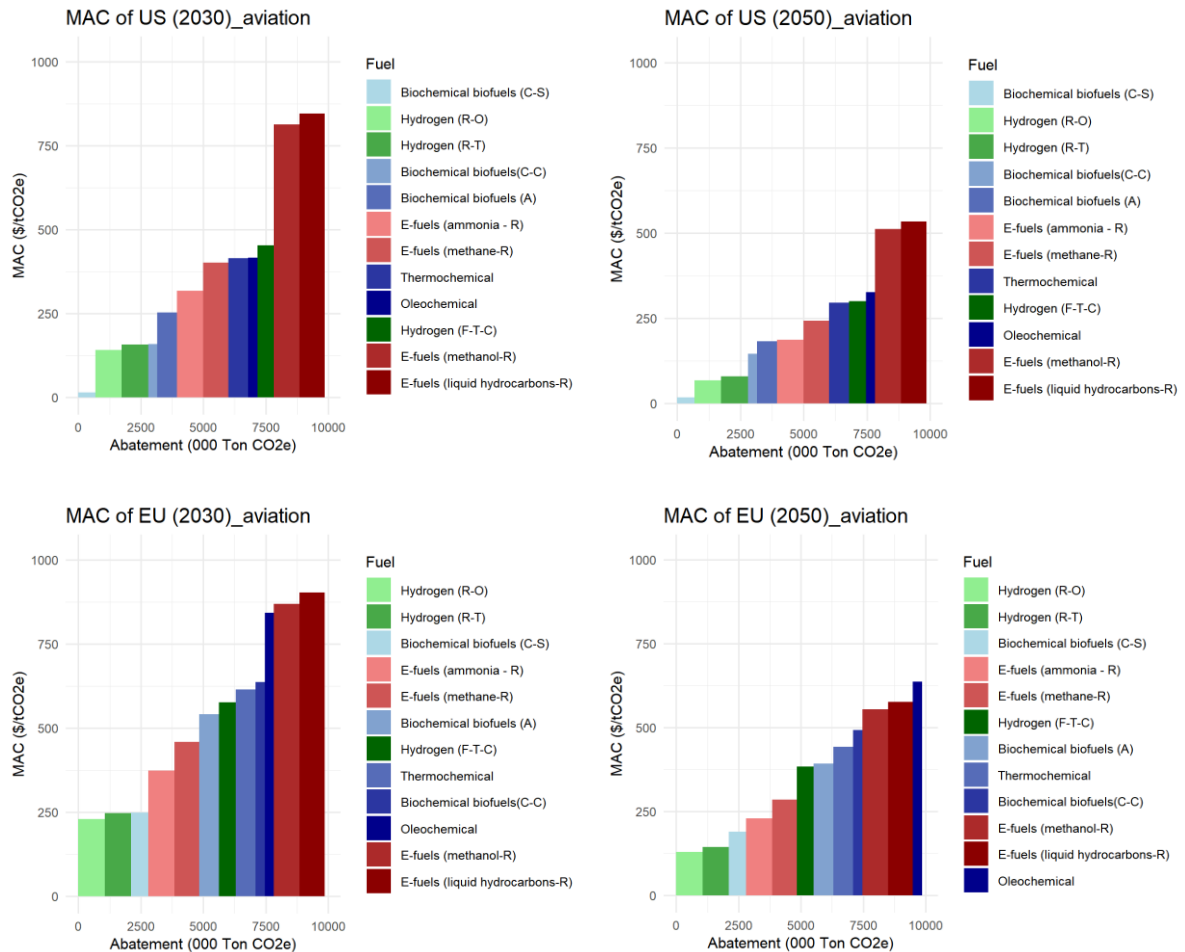 MAC of US (2030)_aviation
1000
750
500
250
0
MAC ($/tCO2e)
0 2500 5000 7500 10000
Abatement (000 Ton CO2e)
Fuel
Biochemical biofuels (C-S)
Hydrogen (R-O)
Hydrogen (R-T)
Biochemical biofuels(C-C)
Biochemical biofuels (A)
E-fuels (ammonia - R)
E-fuels (methane-R)
Thermochemical
Oleochemical
Hydrogen (F-T-C)
E-fuels (methanol-R)
E-fuels (liquid hydrocarbons-R)
MAC of US (2050)_aviation
1000
750
500
250
0
MAC ($/tCO2e)
0 2500 5000 7500 10000
Abatement (000 Ton CO2e)
Fuel
Biochemical biofuels (C-S)
Hydrogen (R-O)
Hydrogen (R-T)
Biochemical biofuels(C-C)
Biochemical biofuels (A)
E-fuels (ammonia - R)
E-fuels (methane-R)
Thermochemical
Hydrogen (F-T-C)
Oleochemical
E-fuels (methanol-R)
E-fuels (liquid hydrocarbons-R)
MAC of EU (2030)_aviation
1000
750
500
250
0
MAC ($/tCO2e)
0 2500 5000 7500 10000
Abatement (000 Ton CO2e)
Fuel
Hydrogen (R-O)
Hydrogen (R-T)
Biochemical biofuels (C-S)
E-fuels (ammonia - R)
E-fuels (methane-R)
Biochemical biofuels (A)
Hydrogen (F-T-C)
Thermochemical
Biochemical biofuels(C-C)
Oleochemical
E-fuels (methanol-R)
E-fuels (liquid hydrocarbons-R)
MAC of EU (2050)_aviation
1000
750
500
250
0
MAC ($/tCO2e)
0 2500 5000 7500 10000
Abatement (000 Ton CO2e)
Fuel
Hydrogen (R-O)
Hydrogen (R-T)
Biochemical biofuels (C-S)
E-fuels (ammonia - R)
E-fuels (methane-R)
Hydrogen (F-T-C)
Biochemical biofuels (A)
Thermochemical
Biochemical biofuels(C-C)
E-fuels (methanol-R)
E-fuels (liquid hydrocarbons-R)
Oleochemical